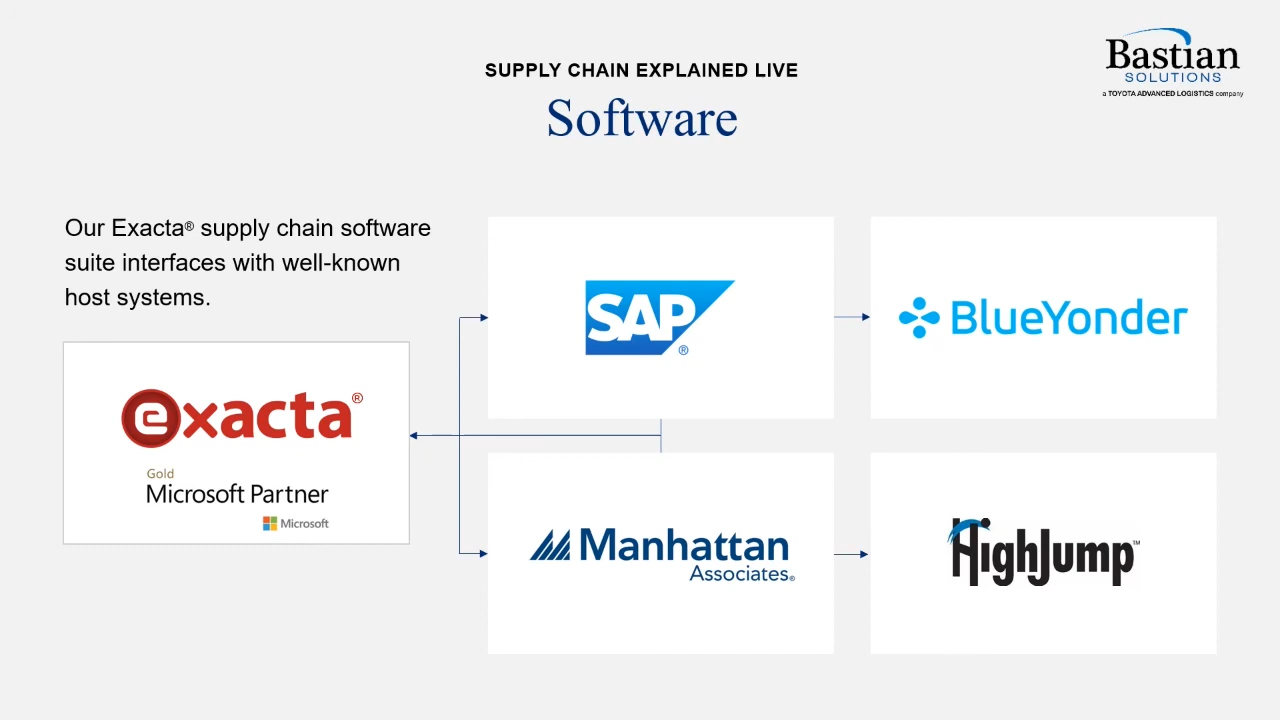 Bastian
SOLUTIONS
a TOYOTA ADVANCED LOGISTICS company
SUPPLY CHAIN EXPLAINED LIVE
Software
Our Exacta® supply chain software
suite interfaces with well-known
host systems.
exacta®
Gold
Microsoft Partner
Microsoft
SAP®
BlueYonder
Manhattan
Associates®
HighJump™